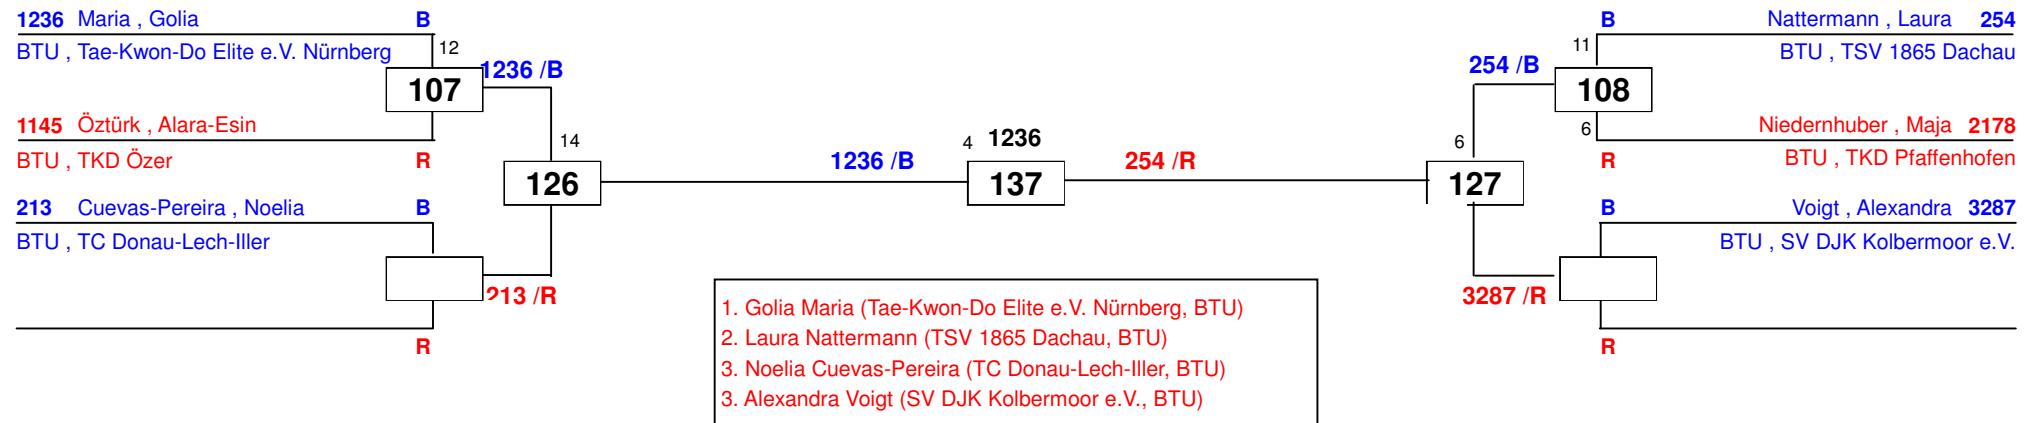 1236 Maria , Golia B
BTU , Tae-Kwon-Do Elite e.V. Nürnberg
12
107
1236 /B
1145 Öztürk , Alara-Esin
BTU , TKD Özer R
14
126
213 Cuevas-Pereira , Noelia B
BTU , TC Donau-Lech-Iller
213 /R
R
1236 /B
4 1236
137
254 /R
B Nattermann , Laura 254
11
BTU , TSV 1865 Dachau
254 /B
108
6
Niedernhuber , Maja 2178
R BTU , TKD Pfaffenhofen
6
127
B Voigt , Alexandra 3287
BTU , SV DJK Kolbermoor e.V.
3287 /R
R
1. Golia Maria (Tae-Kwon-Do Elite e.V. Nürnberg, BTU)
2. Laura Nattermann (TSV 1865 Dachau, BTU)
3. Noelia Cuevas-Pereira (TC Donau-Lech-Iller, BTU)
3. Alexandra Voigt (SV DJK Kolbermoor e.V., BTU)